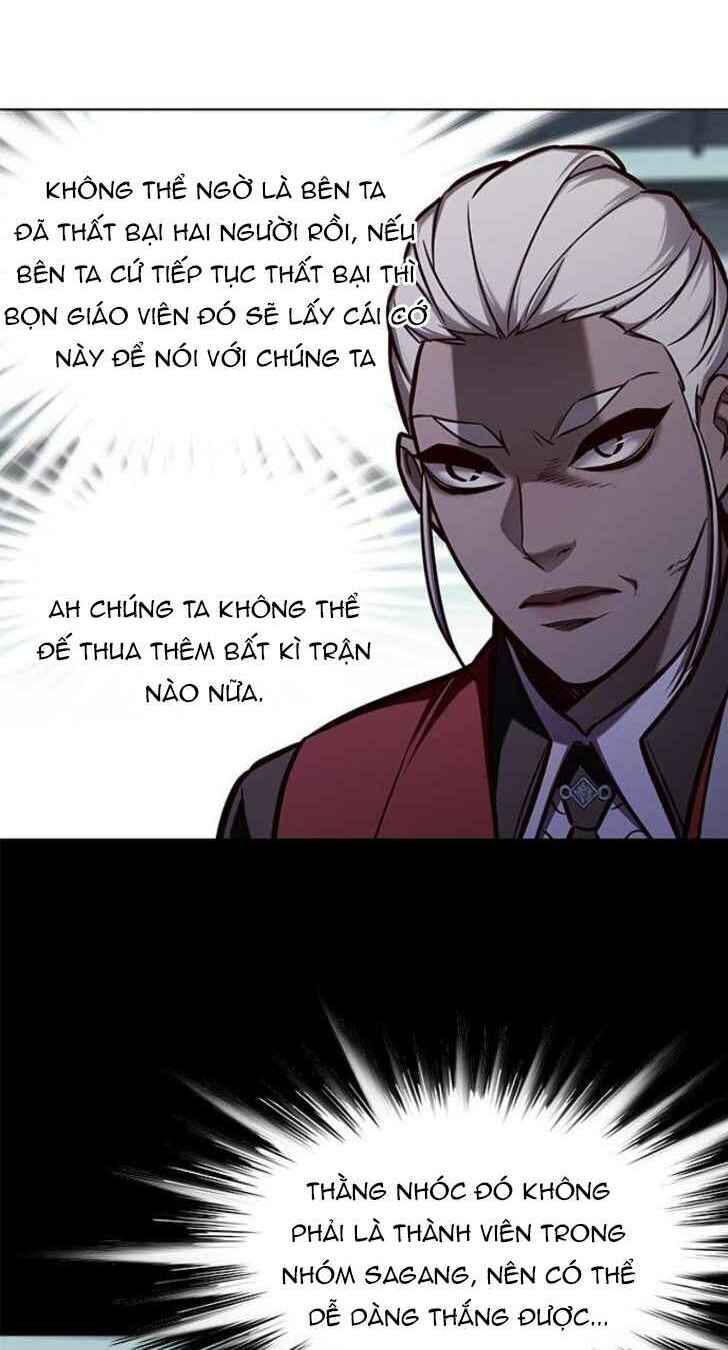 KHÔNG THỂ NGỜ LÀ BÊN TA
ĐÃ THẤT BẠI HAI NGƯỜI RỒI, NẾU
BÊN TA CỨ TIẾP TỤC THẤT BẠI THÌ
BỌN GIÁO VIÊN ĐÓ SẼ LẤY CÁI CỚ
NÀY ĐỂ NÓI VỚI CHÚNG TA
AH CHÚNG TA KHÔNG THỂ
ĐẾ THUA THÊM BẤT KÌ TRẬN
NÀO NỮA.
THẰNG NHÓC ĐÓ KHÔNG
PHẢI LÀ THÀNH VIÊN TRONG
NHÓM SAGANG, NÊN CÓ THỂ
DỄ DÀNG THẮNG ĐƯỢC...